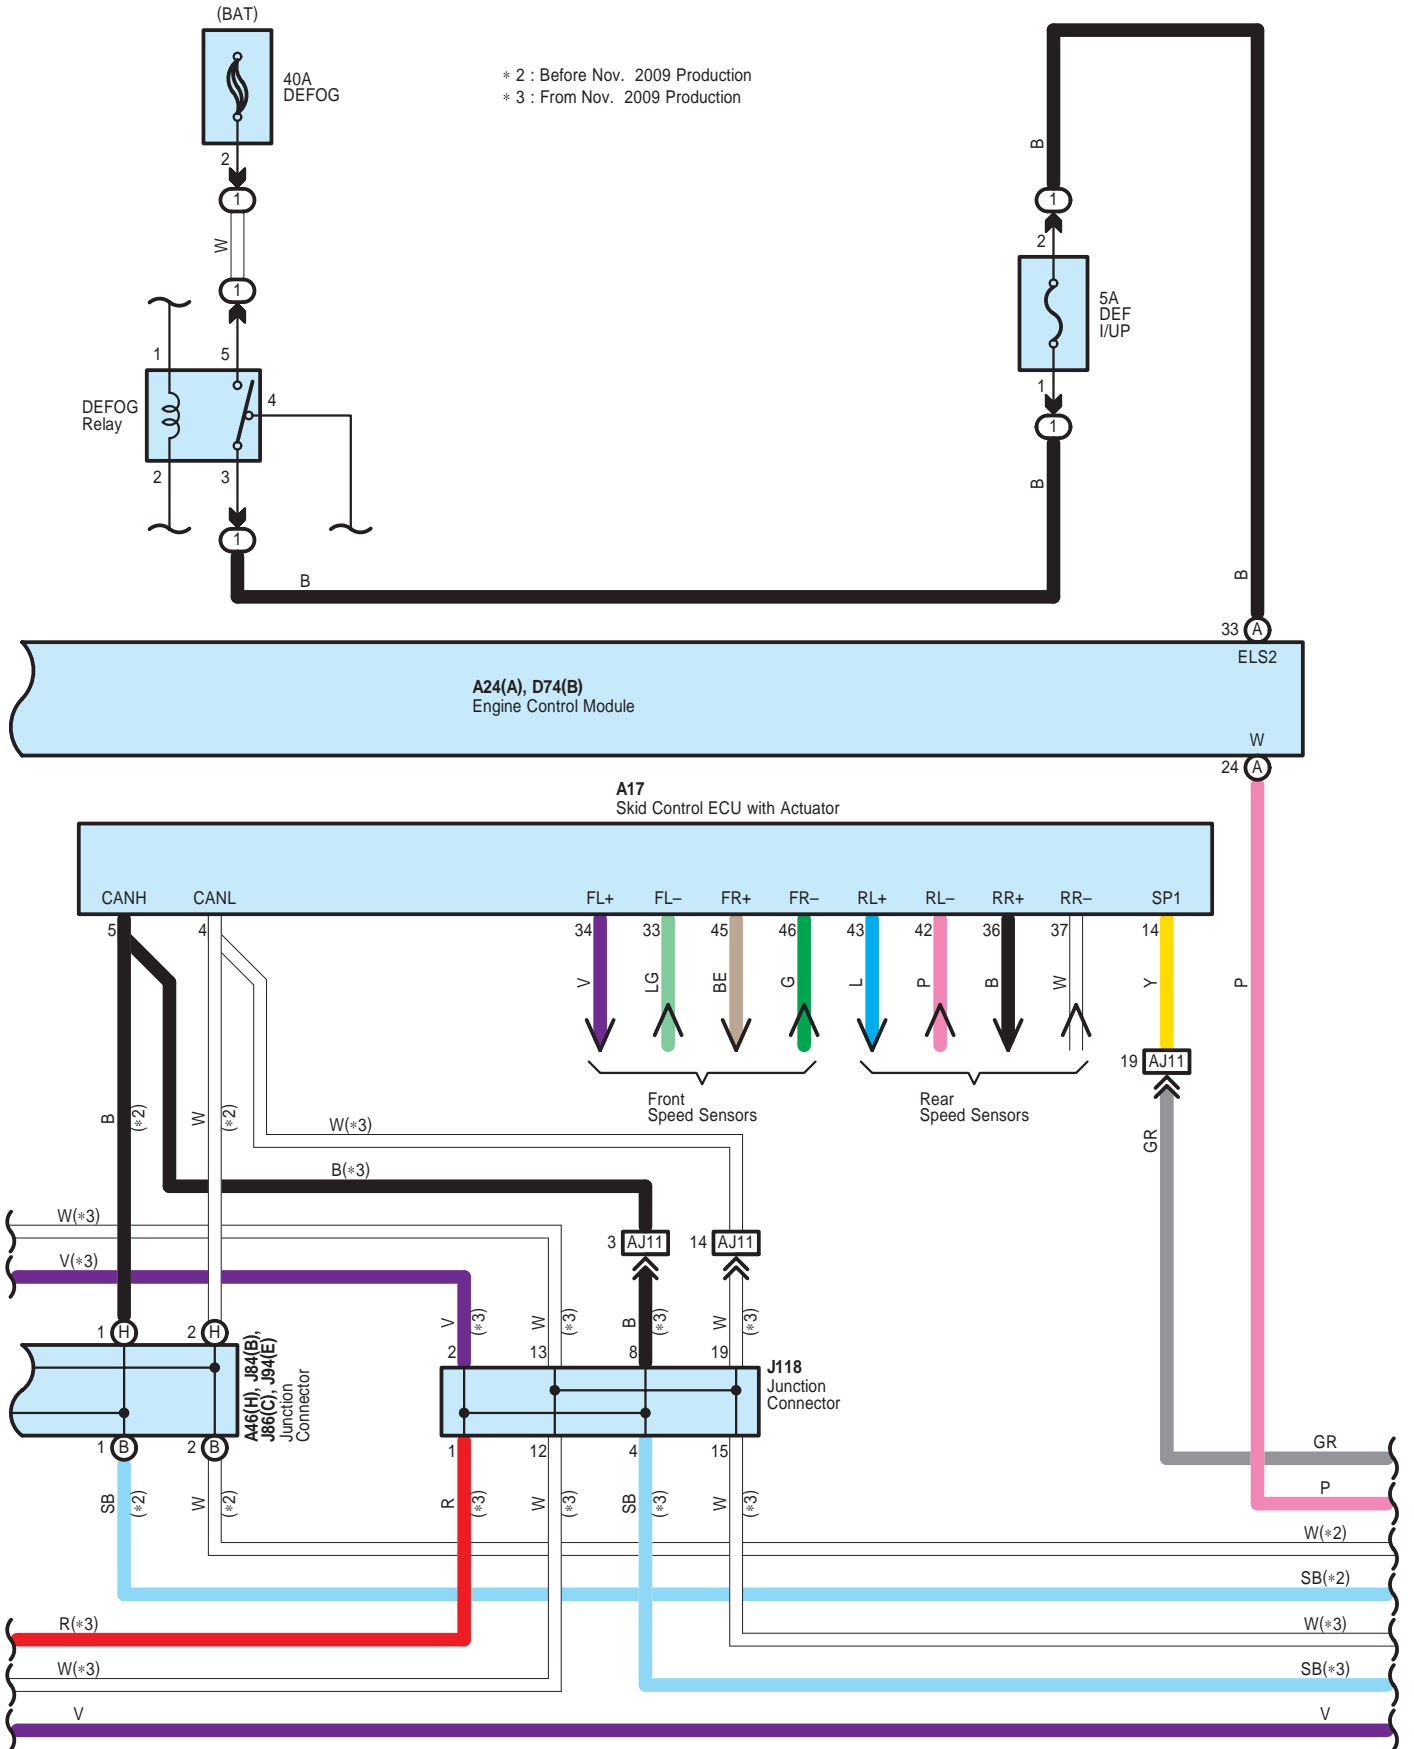 (BAT)
40A
DEFOG
* 2 : Before Nov. 2009 Production
* 3 : From Nov. 2009 Production
2
1
W
1
1
5
4
DEFOG
Relay
2
3
1
B
B
1
2
5A
DEF
I/UP
1
1
B
B
33 A
ELS2
A24(A), D74(B)
Engine Control Module
W
24 A
A17
Skid Control ECU with Actuator
CANH CANL FL+ FL– FR+ FR– RL+ RL– RR+ RR– SP1
5 4 34 33 45 46 43 42 36 37 14
V LG BE G L P B W Y P
19 AJ11
Front
Speed Sensors
Rear
Speed Sensors
GR
B (*2) W (*2)
W(*3)
B(*3)
W(*3)
3 AJ11 14 AJ11
V(*3)
V (*3) W (*3) B (*3) W (*3)
1 H 2 H
2 13 8 19
A46(H), J84(B),
J86(C), J94(E)
Junction
Connector
J118
Junction
Connector
1 B 2 B
1 12 4 15
SB (*2) W (*2) R (*3) W (*3) SB (*3) W (*3)
GR
P
W(*2)
SB(*2)
R(*3) W(*3)
W(*3) SB(*3)
V V